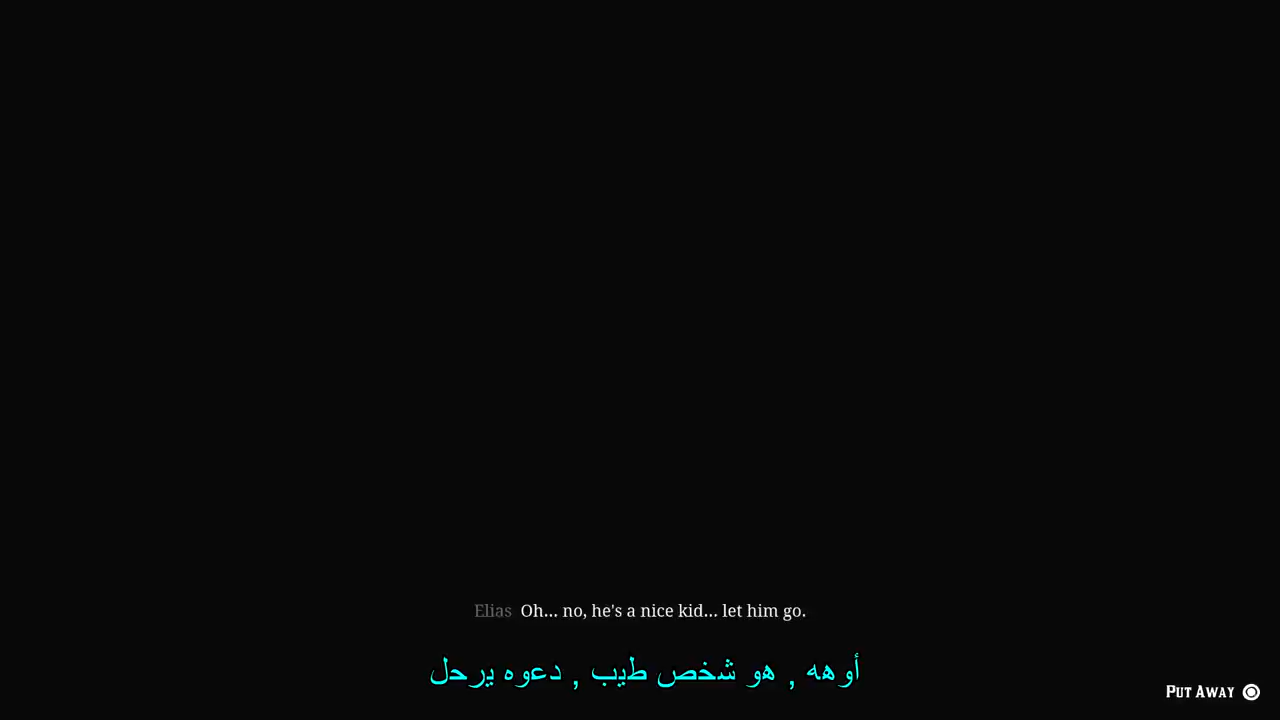 Elias Oh... no, he's a nice kid... let him go.
أوهه , هو شخص طيب , دعوه يرحل
PUT AWAY